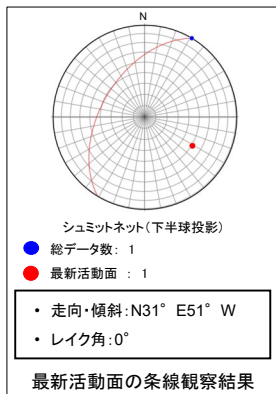 N
シュミットネット(下半球投影)
総データ数: 1
最新活動面 : 1
• 走向・傾斜:N31° E51° W
• レイク角:0°
最新活動面の条線観察結果